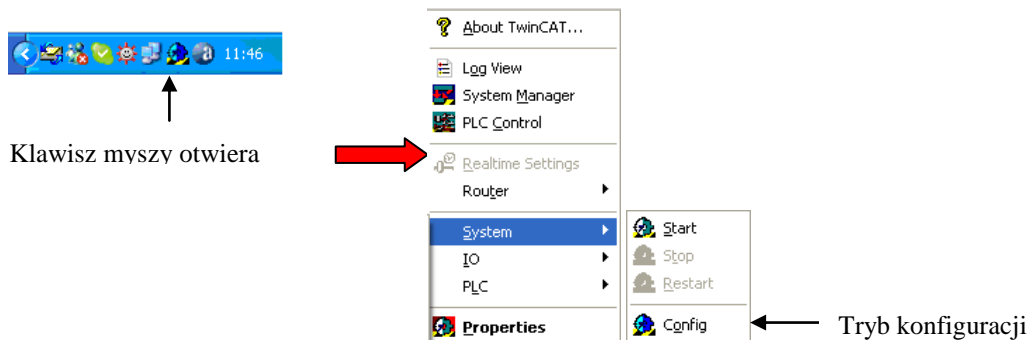 11:46
Klawisz myszy otwiera
About TwinCAT...
Log View
System Manager
PLC Control
Realtime Settings
Router
System
IO
PLC
Properties
Start
Stop
Restart
Config
Tryb konfiguracji